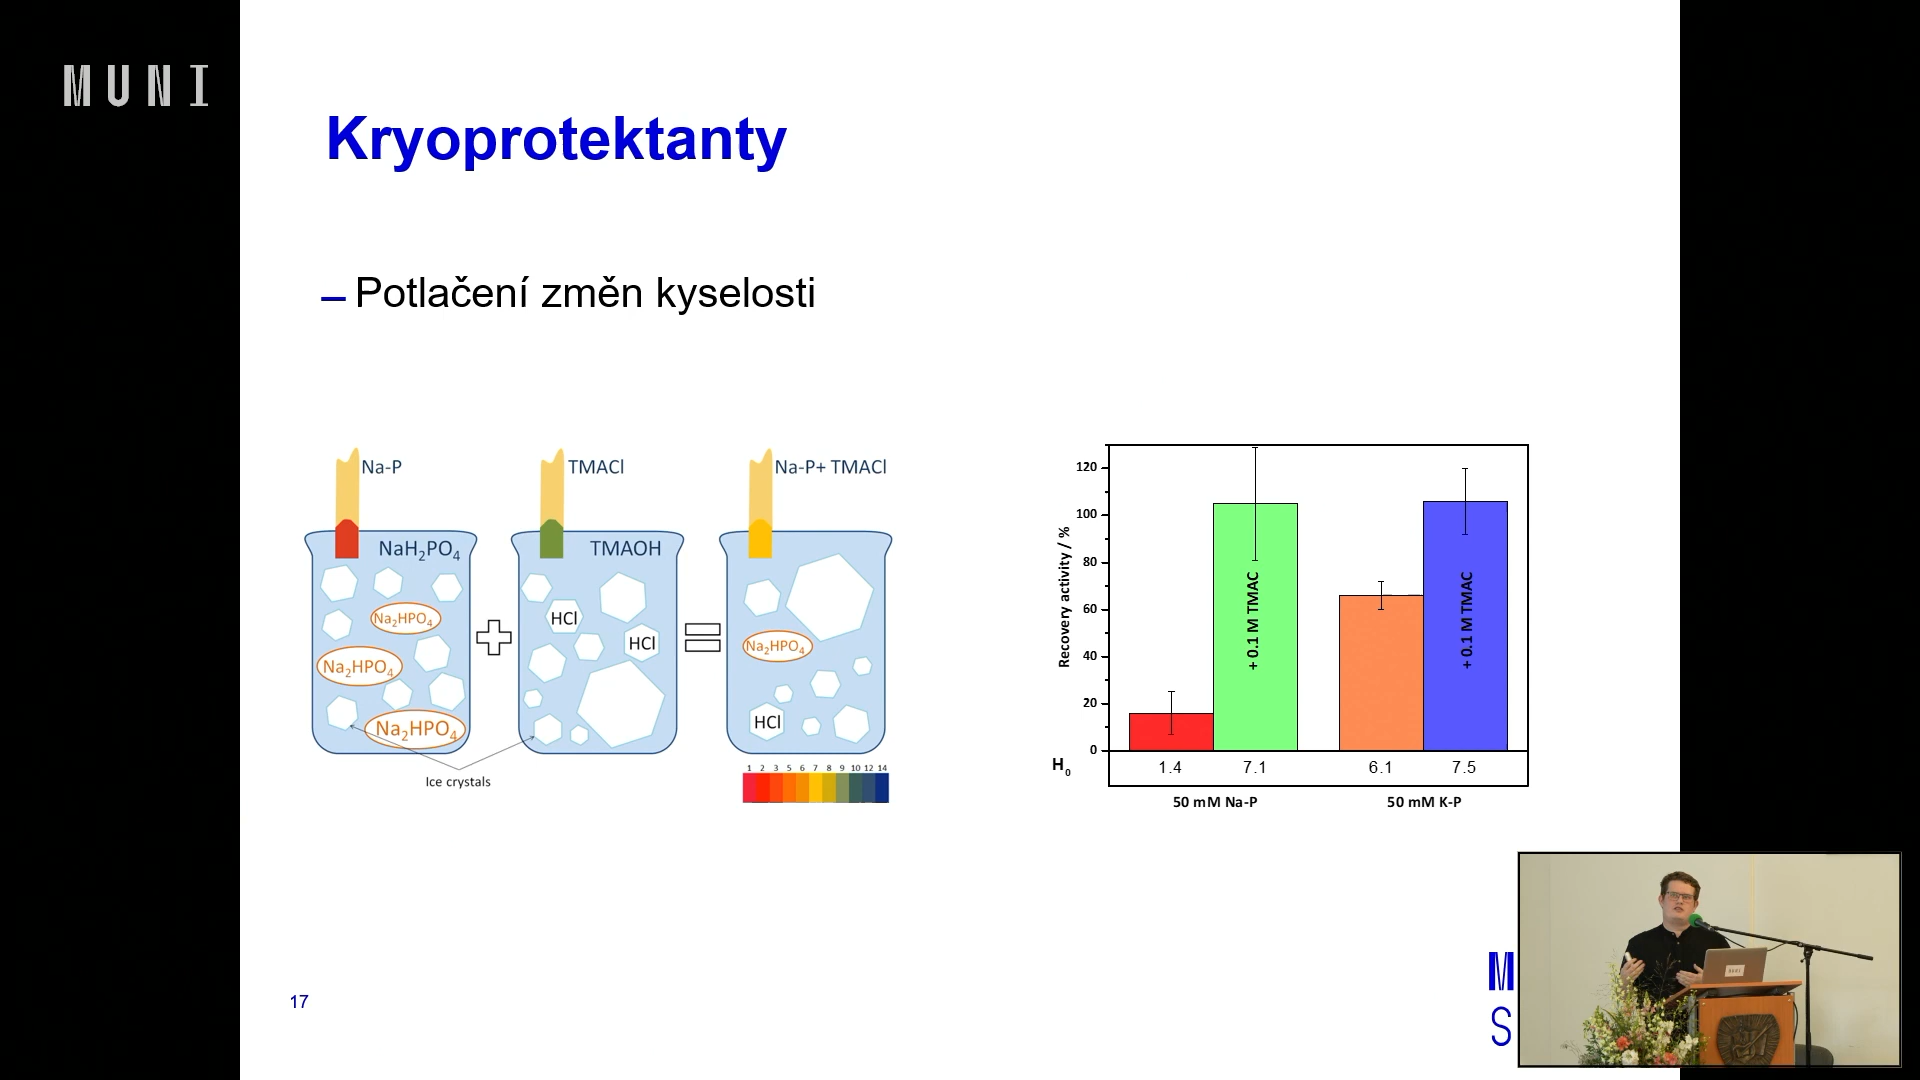 MUNI
Kryoprotektanty
– Potlačení změn kyselosti
Na-P
TMACl
Na-P+ TMACl
NaH₂PO₄
TMAOH
Na₂HPO₄
Na₂HPO₄
Na₂HPO₄
HCl
HCl
Na₂HPO₄
HCl
Ice crystals
1 2 3 5 6 7 8 9 10 12 14
Recovery activity / %
120
100
80
60
40
20
0
+ 0.1 M TMAC
+ 0.1 M TMAC
H₀ 1.4 7.1 6.1 7.5
50 mM Na-P 50 mM K-P
17
M
S
MUNI